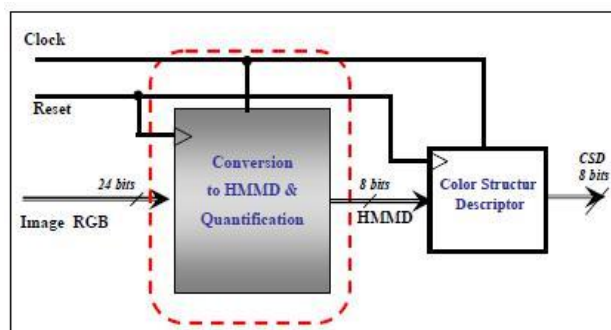 Clock
Reset
24 bits
Image RGB
Conversion
to HMMD &
Quantification
8 bits
HMMD
Color Structur
Descriptor
CSD
8 bits